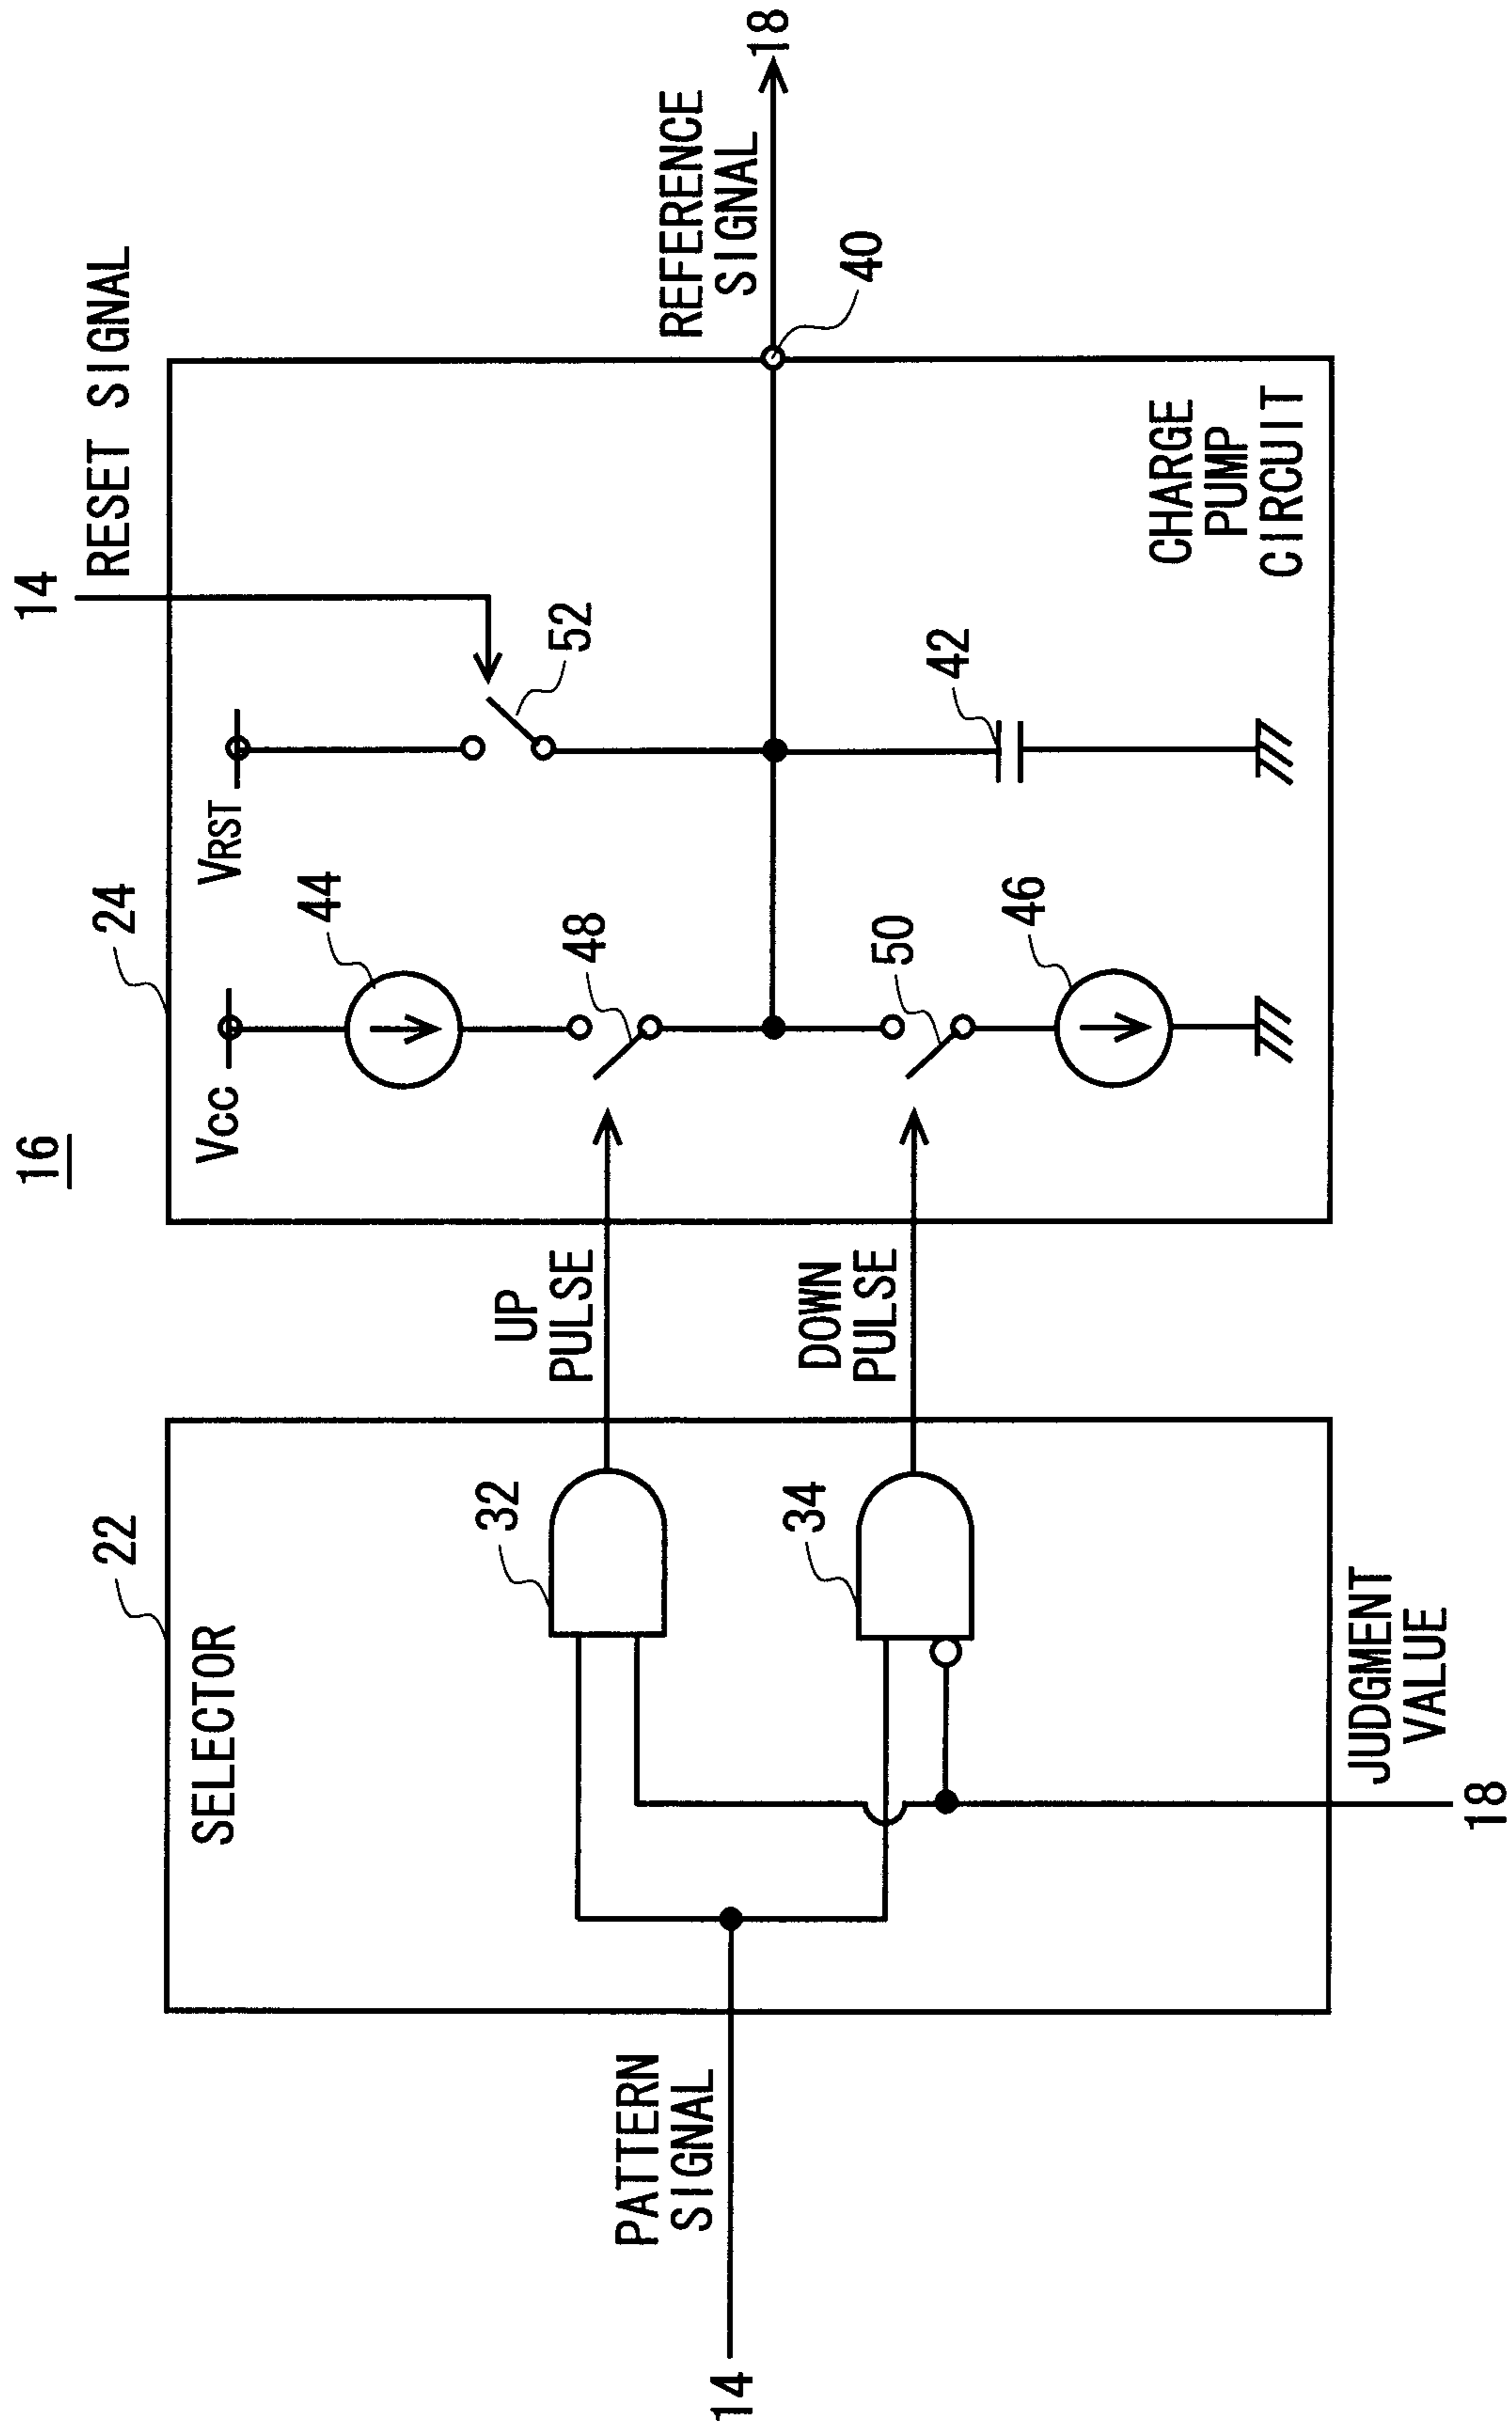 16
14
RESET SIGNAL
22
24
SELECTOR
VCC
VRST
44
32
UP
PULSE
48
52
PATTERN
SIGNAL
REFERENCE
SIGNAL
14
18
34
DOWN
PULSE
50
40
42
46
CHARGE
PUMP
CIRCUIT
JUDGMENT
VALUE
18